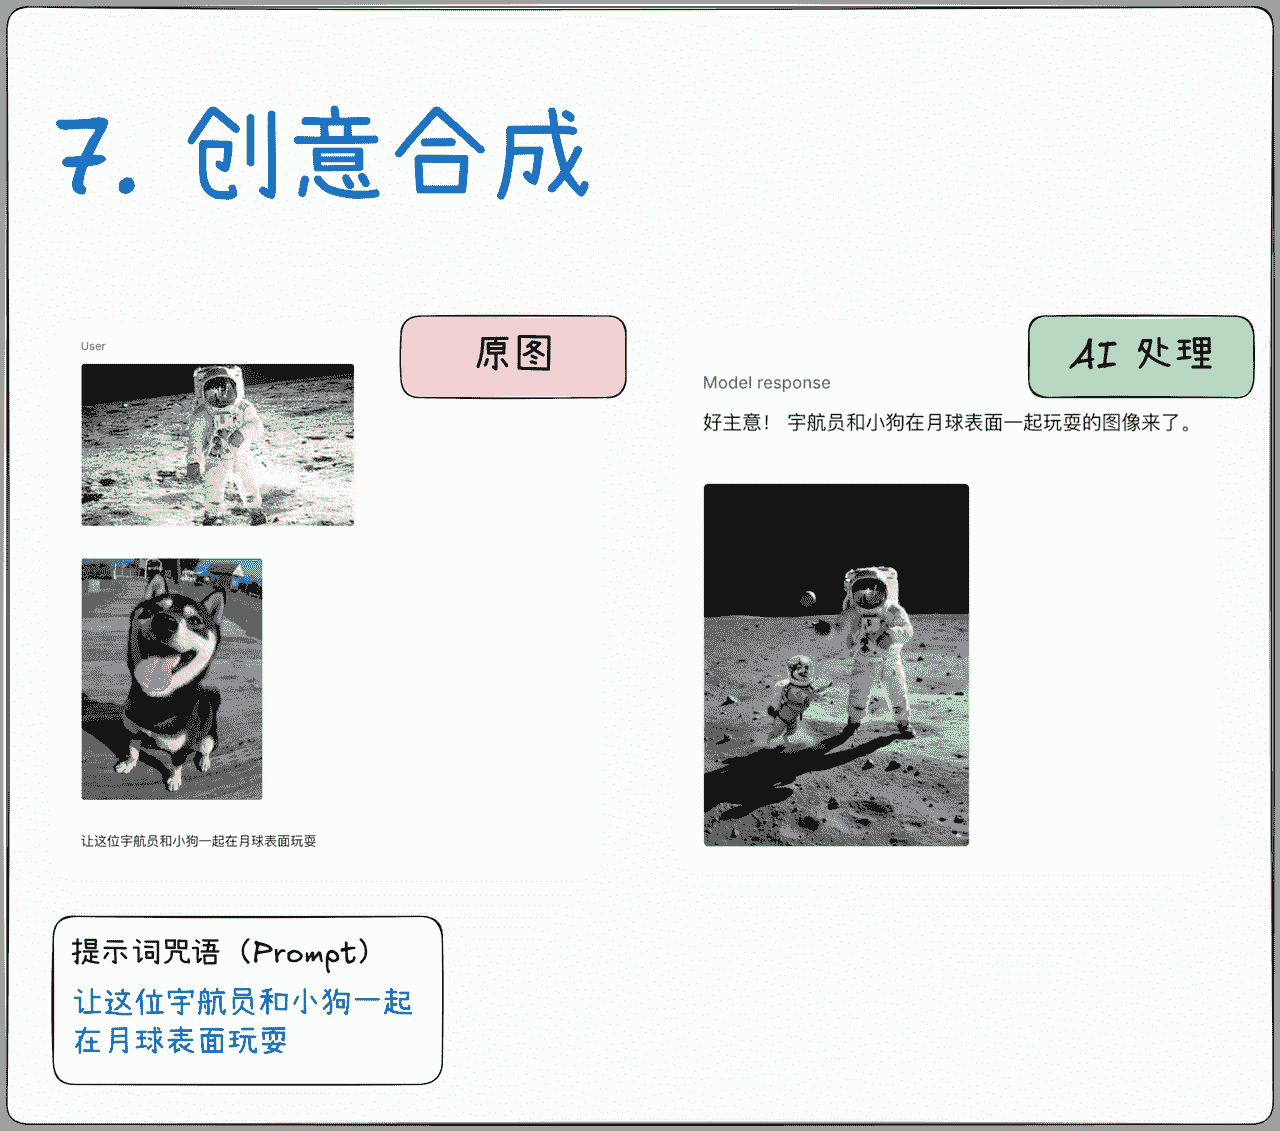 7. 创意合成
原图
User
让这位宇航员和小狗一起在月球表面玩耍
AI 处理
Model response
好主意！ 宇航员和小狗在月球表面一起玩耍的图像来了。
提示词咒语（Prompt）
让这位宇航员和小狗一起
在月球表面玩耍